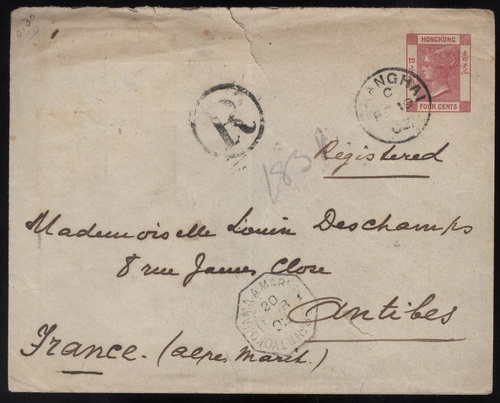 HONGKONG
FOUR CENTS
SHANGHAI
R
Registered
Mademoiselle Louise Deschamps
8 rue James Close
Antibes
France. (Alpes Marit.)